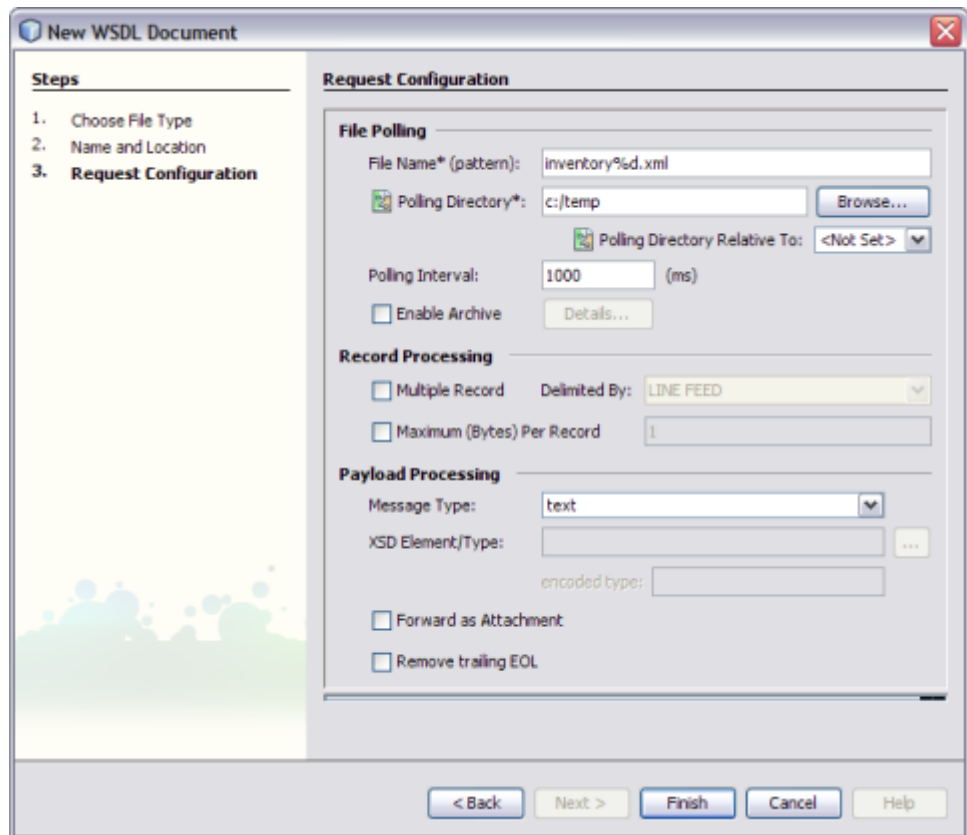 New WSDL Document
Steps
1. Choose File Type
2. Name and Location
3. Request Configuration
Request Configuration
File Polling
File Name* (pattern): inventory%d.xml
Polling Directory*: c:/temp Browse...
Polling Directory Relative To: <Not Set>
Polling Interval: 1000 (ms)
Enable Archive Details...
Record Processing
Multiple Record Delimited By: LINE FEED
Maximum (Bytes) Per Record 1
Payload Processing
Message Type: text
XSD Element/Type: ...
encoded type:
Forward as Attachment
Remove trailing EOL
< Back Next > Finish Cancel Help